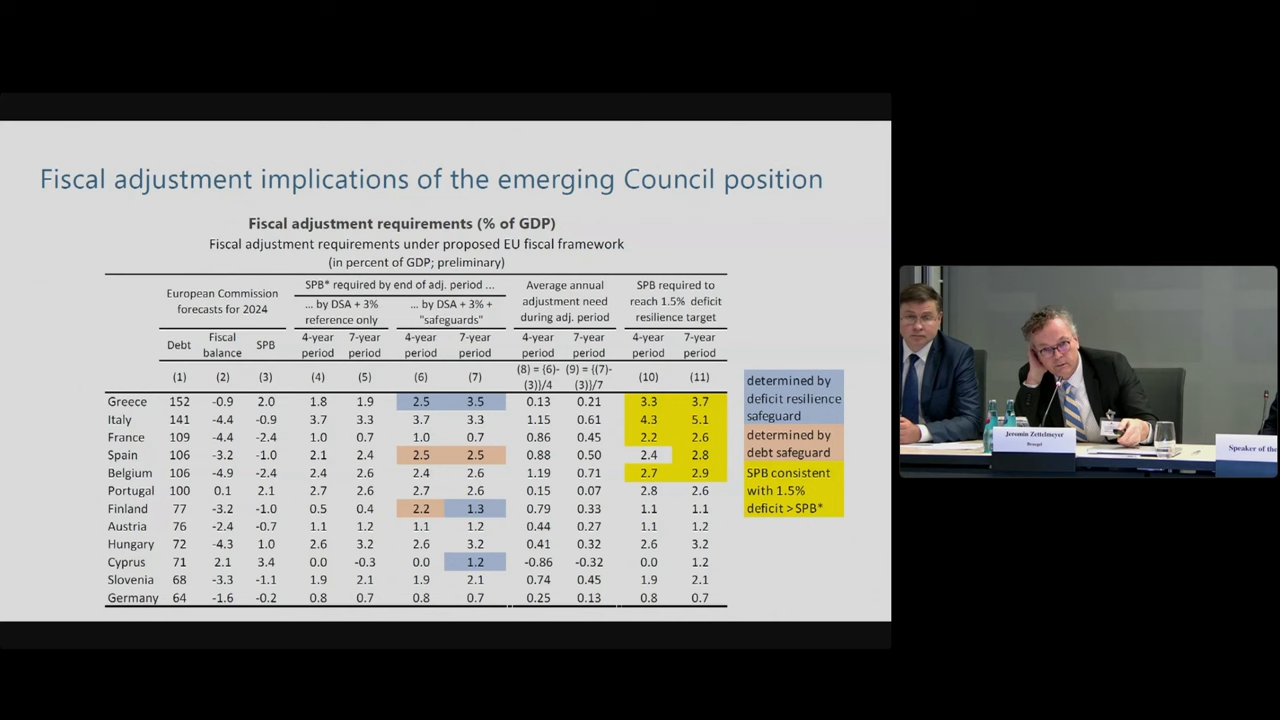 Fiscal adjustment implications of the emerging Council position
Fiscal adjustment requirements (% of GDP)
Fiscal adjustment requirements under proposed EU fiscal framework
(in percent of GDP; preliminary)
European Commission forecasts for 2024
SPB* required by end of adj. period ...
... by DSA + 3% reference only
... by DSA + 3% + "safeguards"
Average annual adjustment need during adj. period
SPB required to reach 1.5% deficit resilience target
Debt Fiscal balance SPB 4-year period 7-year period 4-year period 7-year period 4-year period 7-year period 4-year period 7-year period
(1) (2) (3) (4) (5) (6) (7) (8) = {6)-(3)}/4 (9) = {(7)-(3)}/7 (10) (11)
Greece 152 -0.9 2.0 1.8 1.9 2.5 3.5 0.13 0.21 3.3 3.7
Italy 141 -4.4 -0.9 3.7 3.3 3.7 3.3 1.15 0.61 4.3 5.1
France 109 -4.4 -2.4 1.0 0.7 1.0 0.7 0.86 0.45 2.2 2.6
Spain 106 -3.2 -1.0 2.1 2.4 2.5 2.5 0.88 0.50 2.4 2.8
Belgium 106 -4.9 -2.4 2.4 2.6 2.4 2.6 1.19 0.71 2.7 2.9
Portugal 100 0.1 2.1 2.7 2.6 2.7 2.6 0.15 0.07 2.8 2.6
Finland 77 -3.2 -1.0 0.5 0.4 2.2 1.3 0.79 0.33 1.1 1.1
Austria 76 -2.4 -0.7 1.1 1.2 1.1 1.2 0.44 0.27 1.1 1.2
Hungary 72 -4.3 1.0 2.6 3.2 2.6 3.2 0.41 0.32 2.6 3.2
Cyprus 71 2.1 3.4 0.0 -0.3 0.0 1.2 -0.86 -0.32 0.0 1.2
Slovenia 68 -3.3 -1.1 1.9 2.1 1.9 2.1 0.74 0.45 1.9 2.1
Germany 64 -1.6 -0.2 0.8 0.7 0.8 0.7 0.25 0.13 0.8 0.7
determined by
deficit resilience
safeguard
determined by
debt safeguard
SPB consistent
with 1.5%
deficit > SPB*
Jeromin Zettelmeyer
Bruegel
Speaker of the